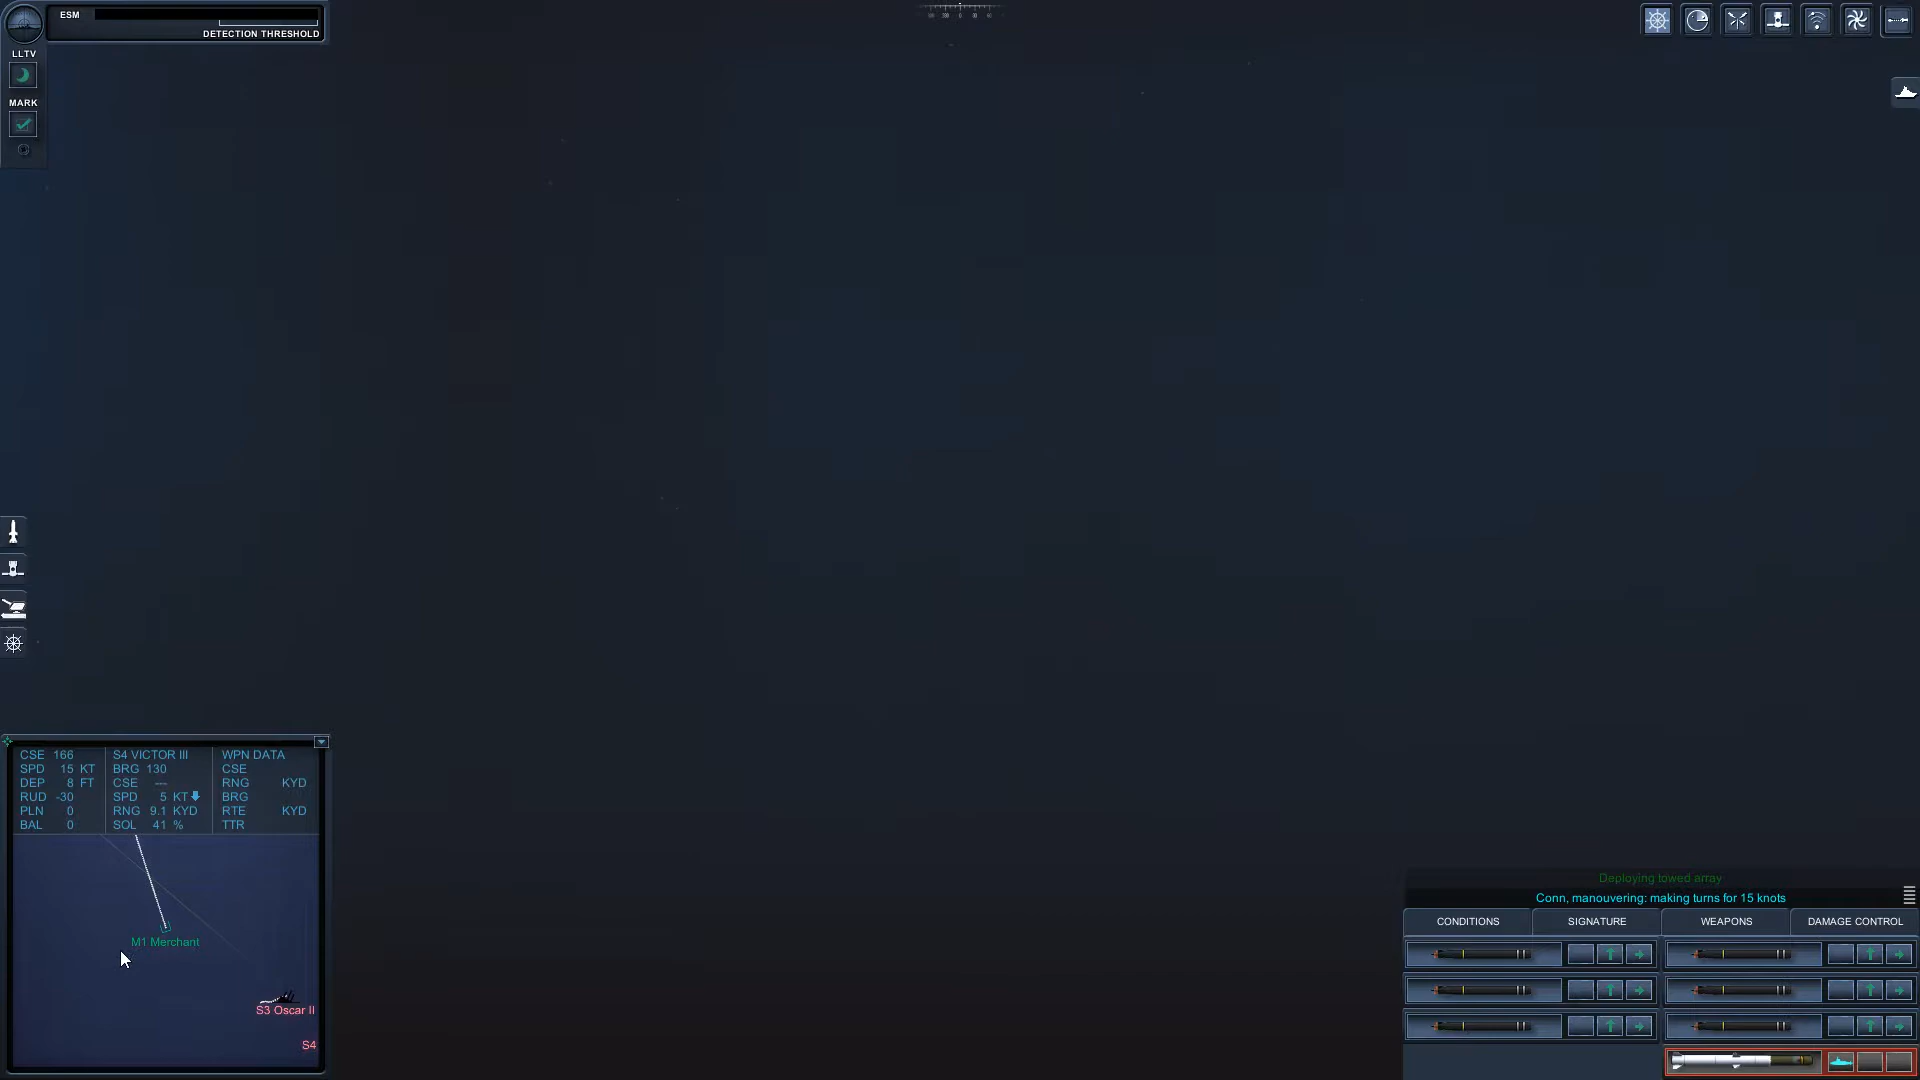 ESM
DETECTION THRESHOLD
LLTV
MARK
CSE 166
SPD 15 KT
DEP 8 FT
RUD -30
PLN 0
BAL 0
S4 VICTOR III
BRG 130
CSE ---
SPD 5 KT
RNG 9.1 KYD
SOL 41 %
WPN DATA
CSE
RNG KYD
BRG
RTE KYD
TTR
M1 Merchant
S3 Oscar II
S4
Deploying towed array
Conn, manouvering: making turns for 15 knots
CONDITIONS
SIGNATURE
WEAPONS
DAMAGE CONTROL